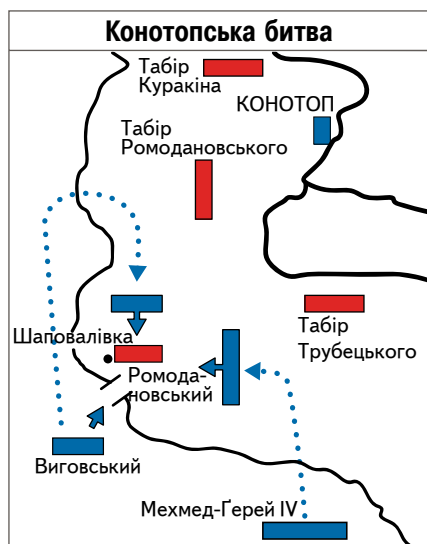 Конотопська битва
Табір
Куракіна
КОНОТОП
Табір
Ромодановського
Шаповалівка
Табір
Трубецького
Ромода-
новський
Виговський
Мехмед-Ґерей IV